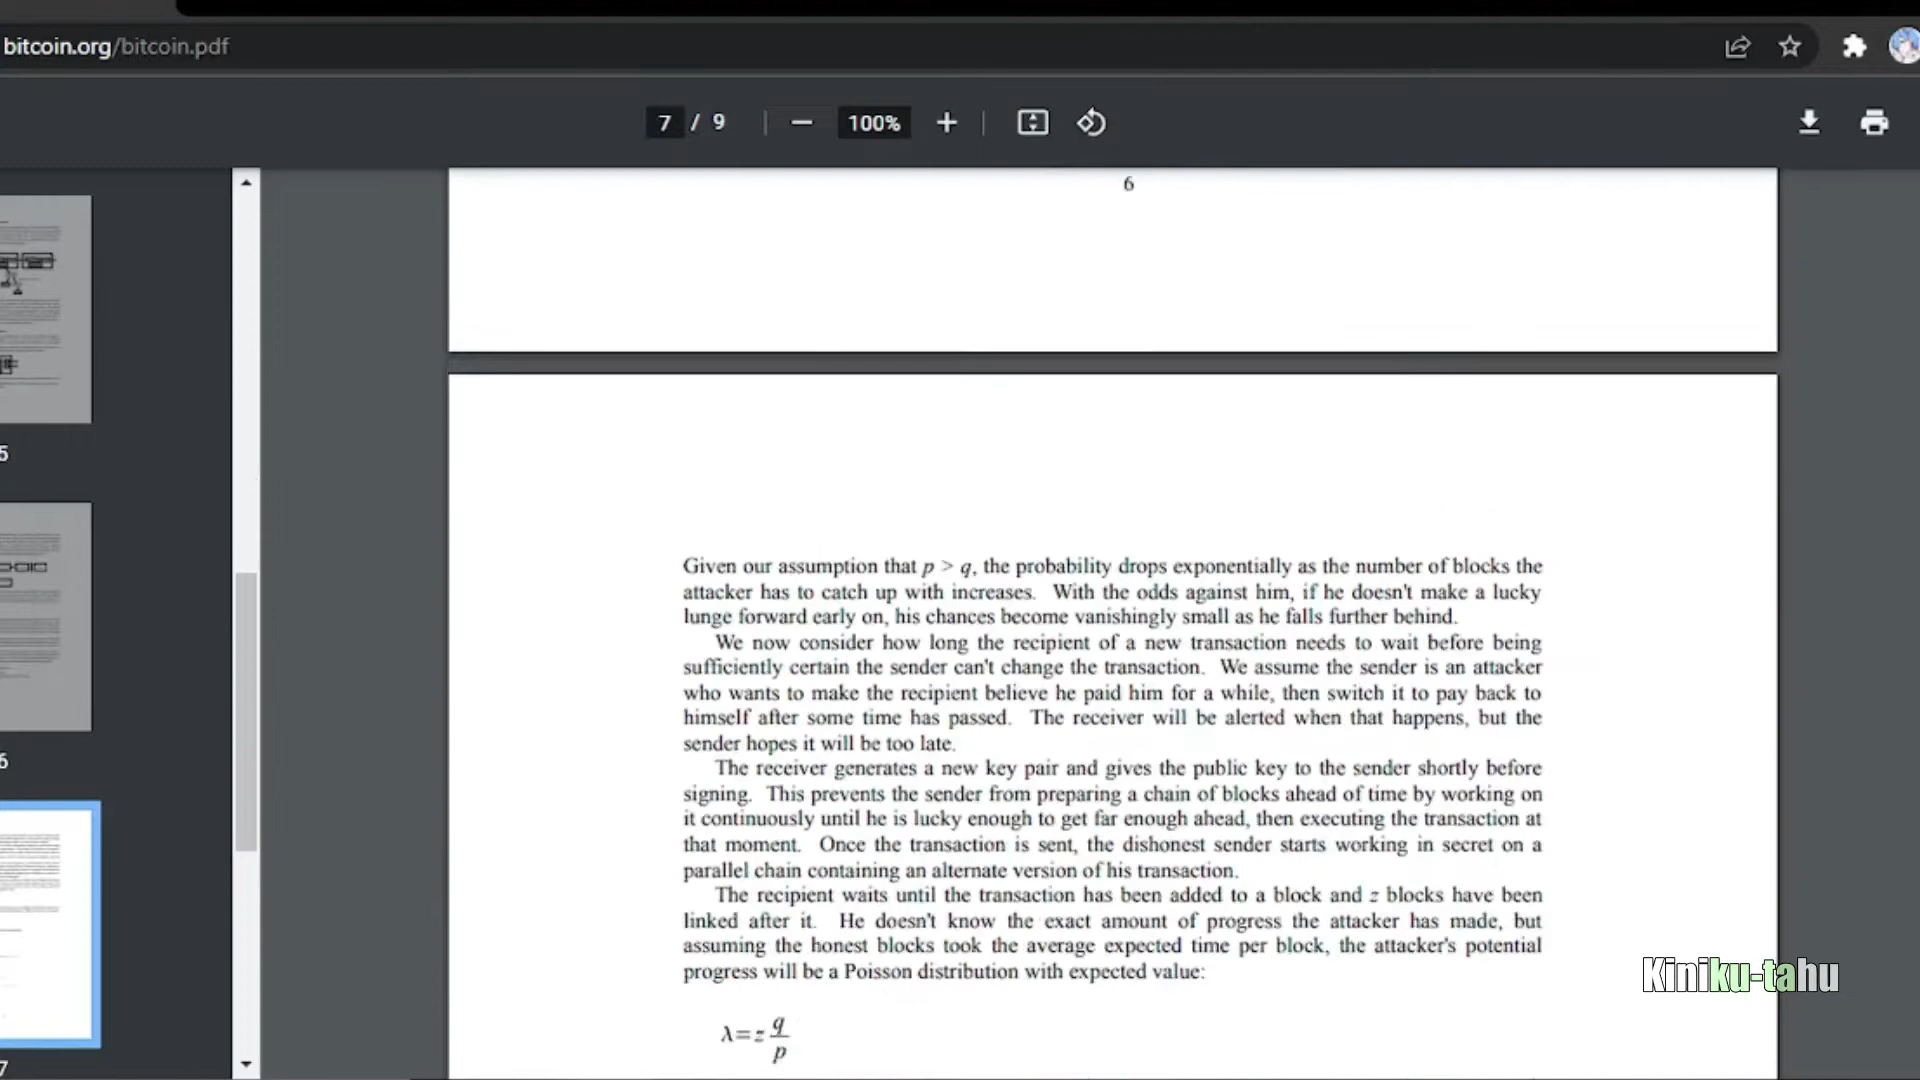 bitcoin.org/bitcoin.pdf
7 / 9
100%
6
Given our assumption that p > q, the probability drops exponentially as the number of blocks the
attacker has to catch up with increases. With the odds against him, if he doesn't make a lucky
lunge forward early on, his chances become vanishingly small as he falls further behind.
We now consider how long the recipient of a new transaction needs to wait before being
sufficiently certain the sender can't change the transaction. We assume the sender is an attacker
who wants to make the recipient believe he paid him for a while, then switch it to pay back to
himself after some time has passed. The receiver will be alerted when that happens, but the
sender hopes it will be too late.
The receiver generates a new key pair and gives the public key to the sender shortly before
signing. This prevents the sender from preparing a chain of blocks ahead of time by working on
it continuously until he is lucky enough to get far enough ahead, then executing the transaction at
that moment. Once the transaction is sent, the dishonest sender starts working in secret on a
parallel chain containing an alternate version of his transaction.
The recipient waits until the transaction has been added to a block and z blocks have been
linked after it. He doesn't know the exact amount of progress the attacker has made, but
assuming the honest blocks took the average expected time per block, the attacker's potential
progress will be a Poisson distribution with expected value:
λ=z q/p
5
6
7
Kiniku-tahu